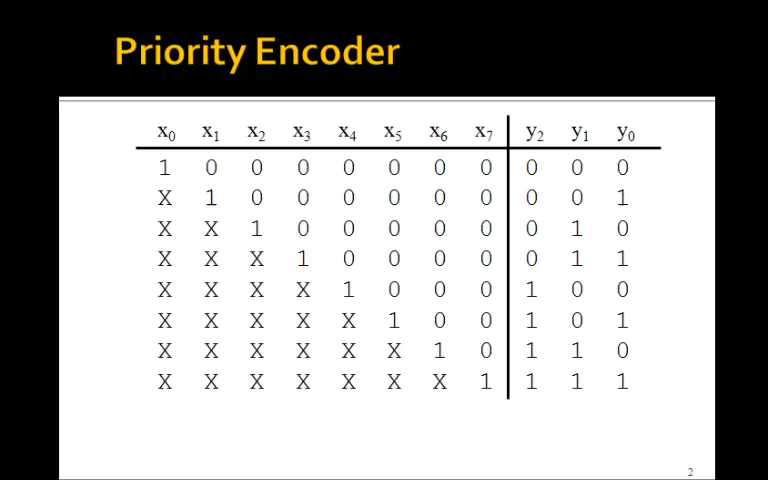 Priority Encoder
x₀ x₁ x₂ x₃ x₄ x₅ x₆ x₇ y₂ y₁ y₀
1 0 0 0 0 0 0 0 0 0 0
X 1 0 0 0 0 0 0 0 0 1
X X 1 0 0 0 0 0 0 1 0
X X X 1 0 0 0 0 0 1 1
X X X X 1 0 0 0 1 0 0
X X X X X 1 0 0 1 0 1
X X X X X X 1 0 1 1 0
X X X X X X X 1 1 1 1
2